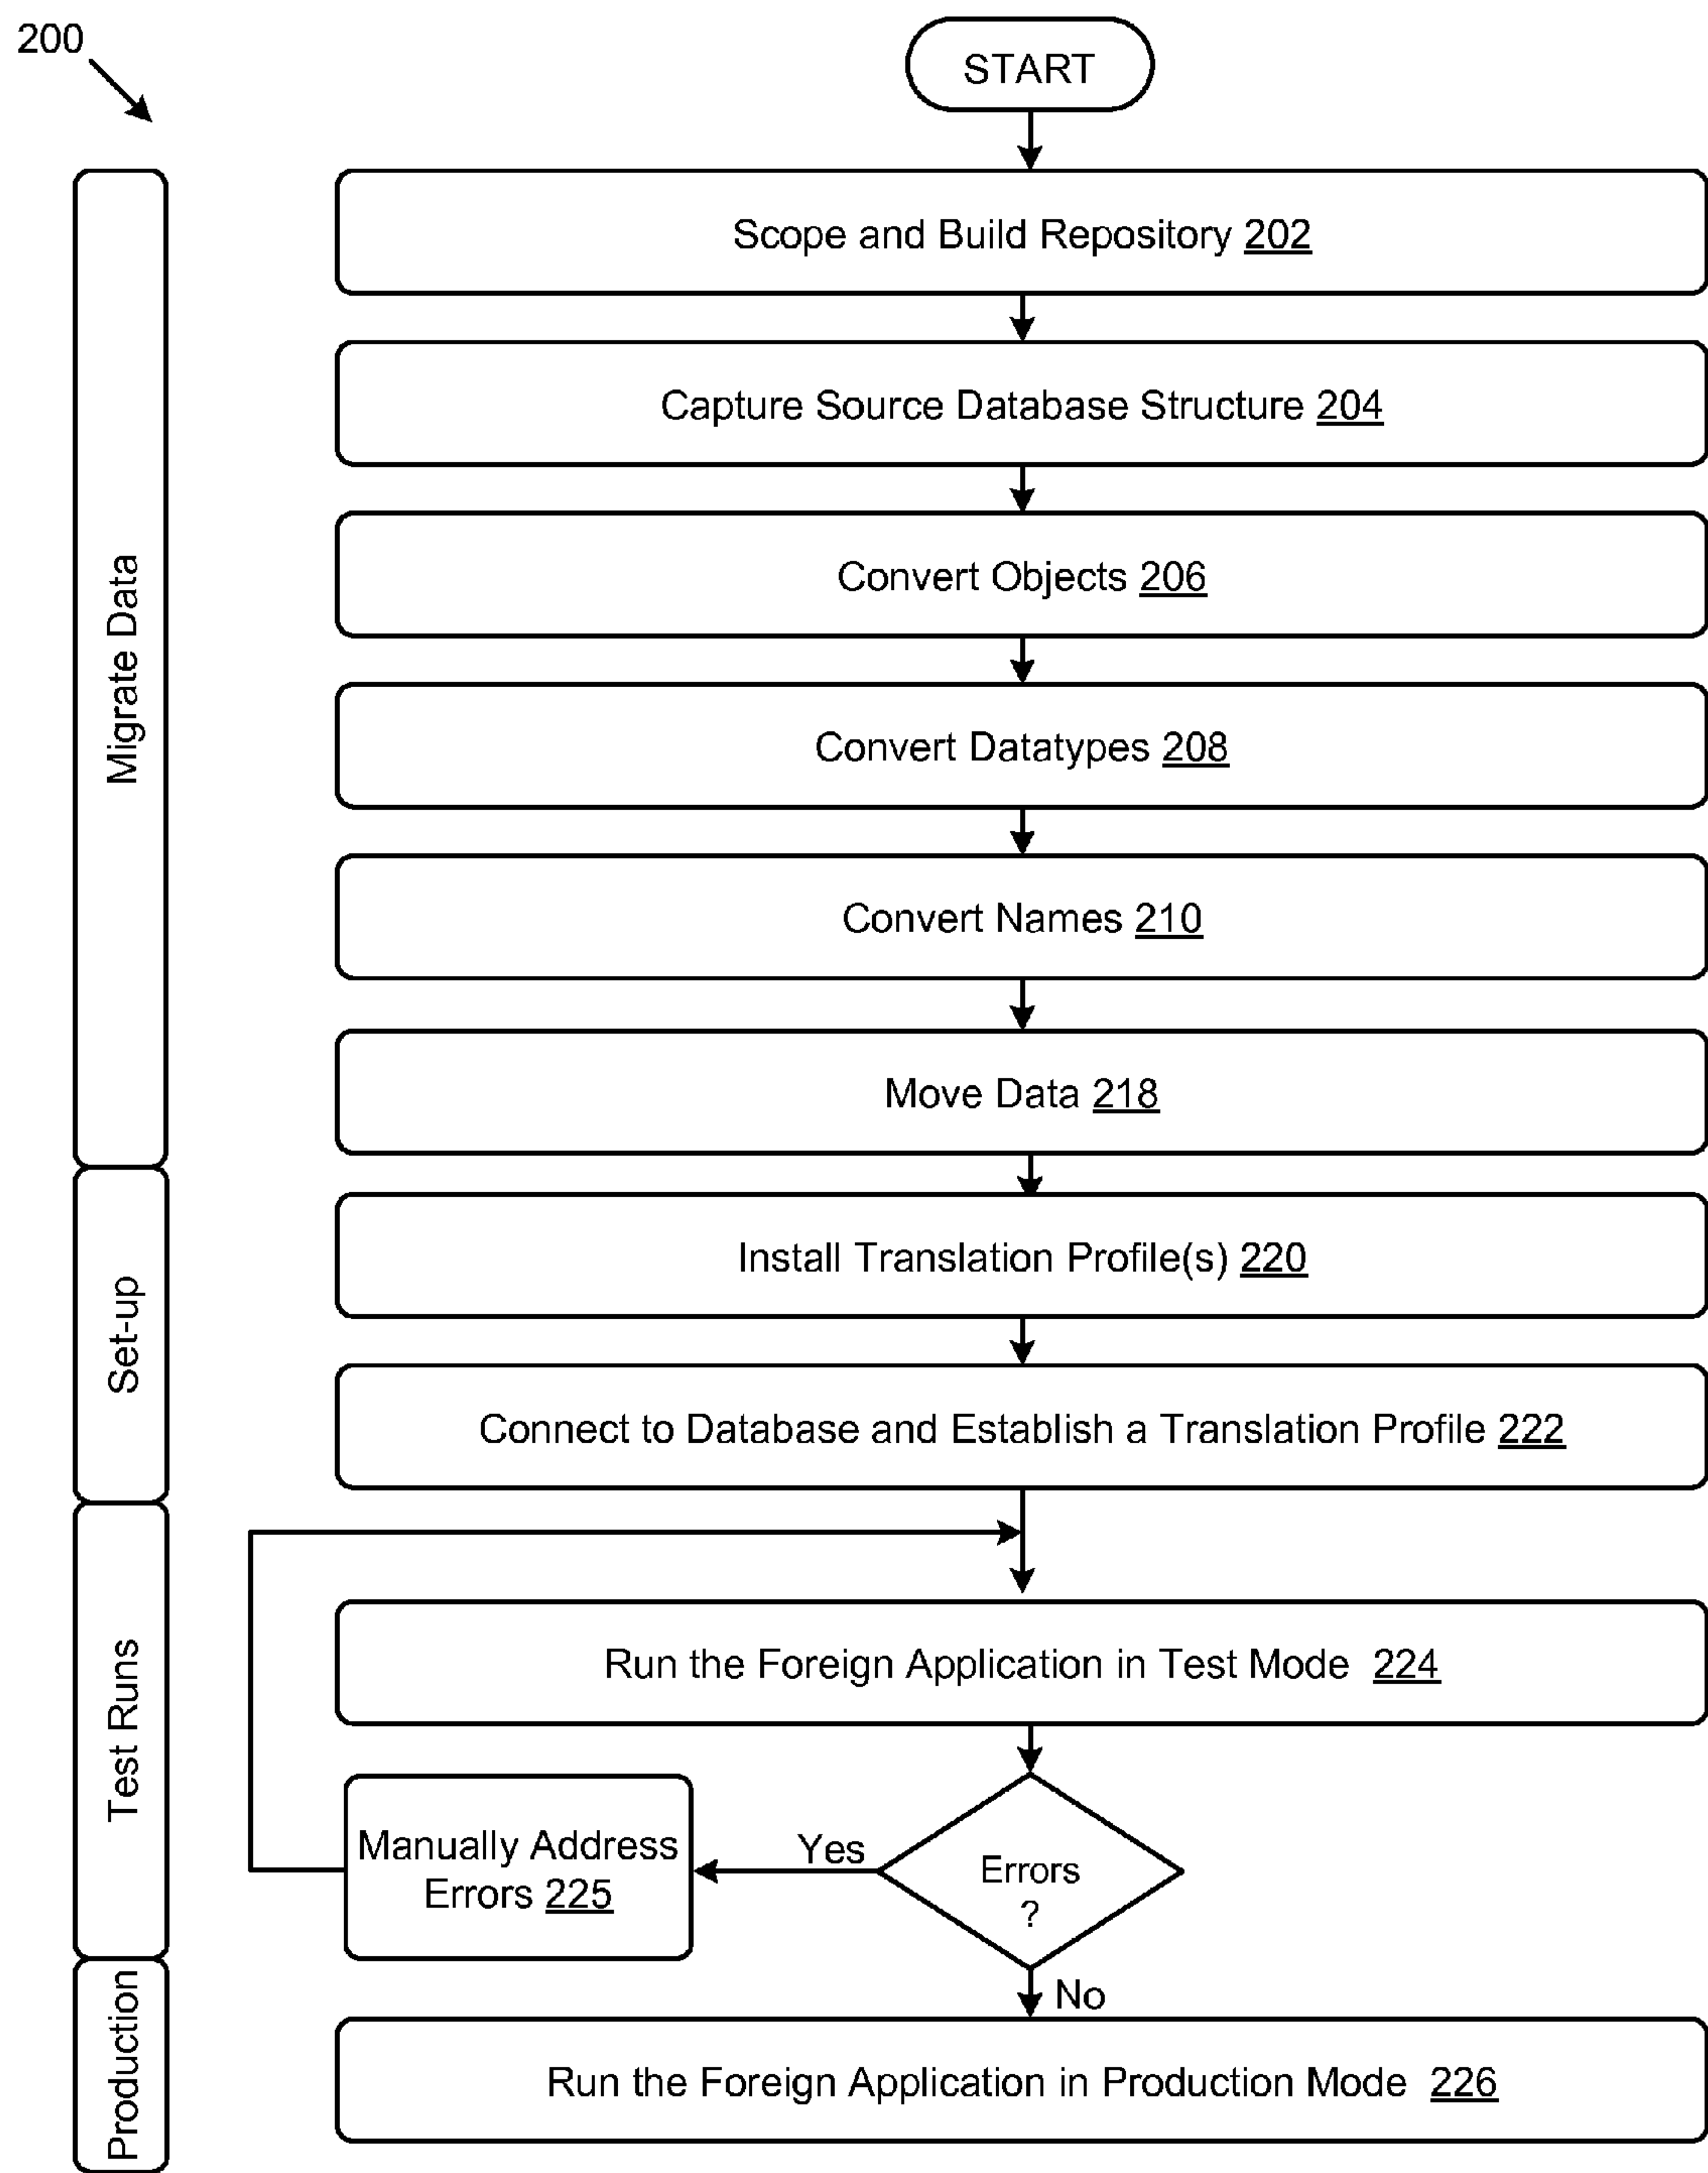 200
START
Migrate Data
Scope and Build Repository 202
Capture Source Database Structure 204
Convert Objects 206
Convert Datatypes 208
Convert Names 210
Move Data 218
Set-up
Install Translation Profile(s) 220
Connect to Database and Establish a Translation Profile 222
Test Runs
Run the Foreign Application in Test Mode 224
Manually Address
Errors 225
Yes
Errors
?
No
Production
Run the Foreign Application in Production Mode 226